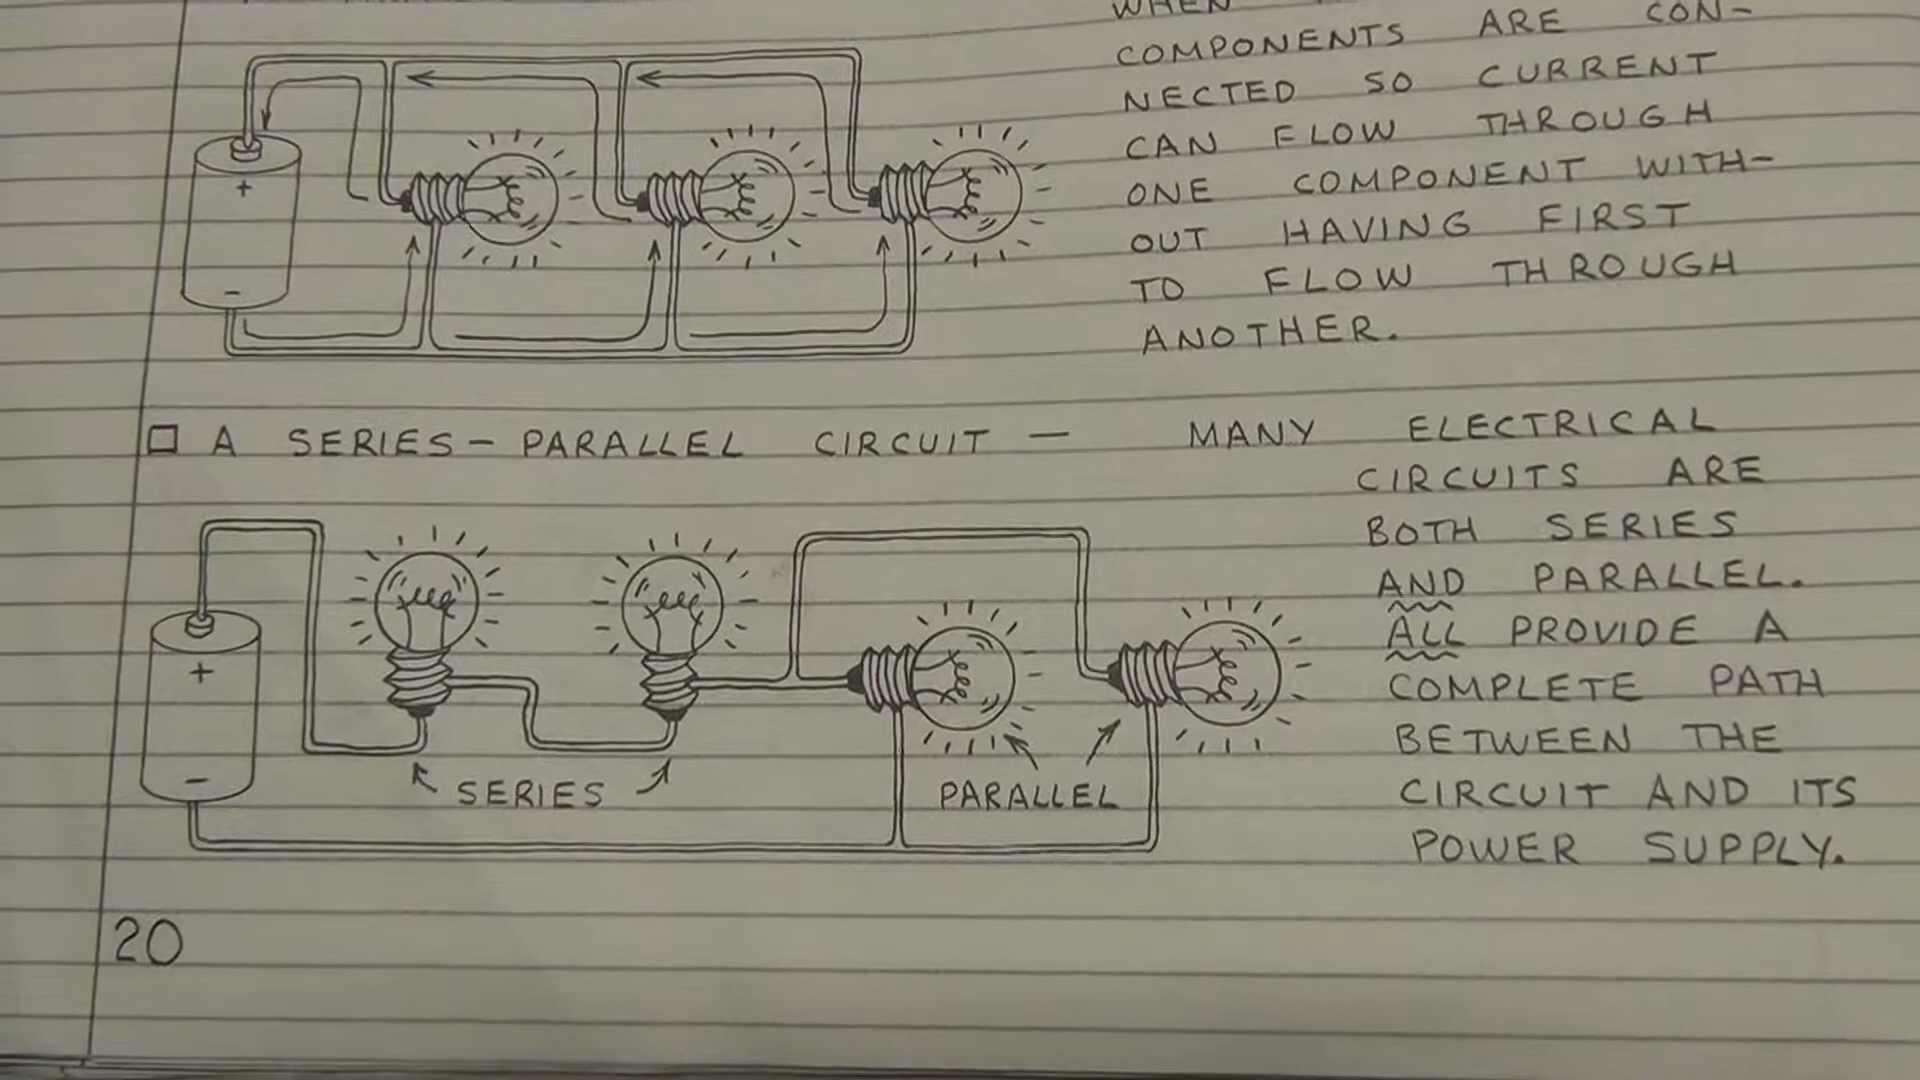 WHEN
COMPONENTS ARE CON-
NECTED SO CURRENT
CAN FLOW THROUGH
ONE COMPONENT WITH-
OUT HAVING FIRST
TO FLOW THROUGH
ANOTHER.
+
-
□ A SERIES-PARALLEL CIRCUIT — MANY ELECTRICAL
CIRCUITS ARE
BOTH SERIES
AND PARALLEL.
ALL PROVIDE A
COMPLETE PATH
BETWEEN THE
CIRCUIT AND ITS
POWER SUPPLY.
+
-
SERIES
PARALLEL
20